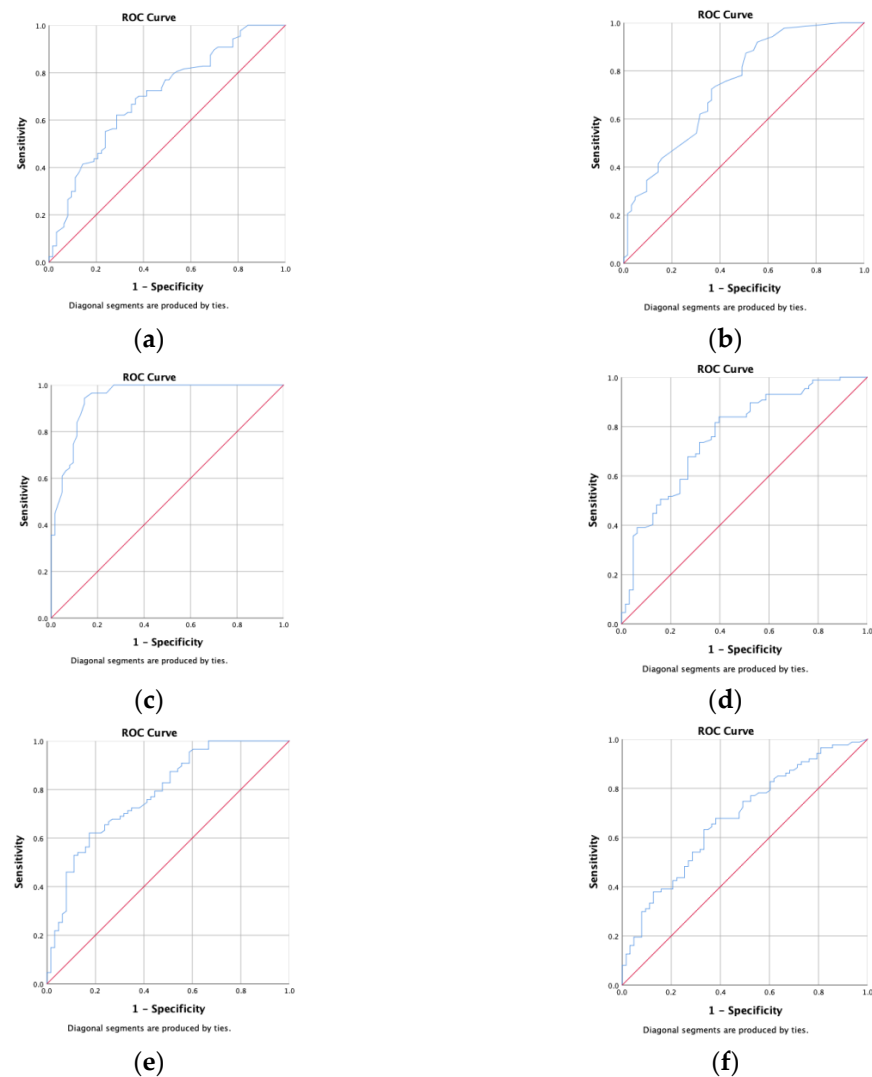 ROC Curve
Sensitivity
1.0
0.8
0.6
0.4
0.2
0.0
0.0 0.2 0.4 0.6 0.8 1.0
1 – Specificity
Diagonal segments are produced by ties.
(a)
ROC Curve
Sensitivity
1.0
0.8
0.6
0.4
0.2
0.0
0.0 0.2 0.4 0.6 0.8 1.0
1 – Specificity
Diagonal segments are produced by ties.
(b)
ROC Curve
Sensitivity
1.0
0.8
0.6
0.4
0.2
0.0
0.0 0.2 0.4 0.6 0.8 1.0
1 – Specificity
Diagonal segments are produced by ties.
(c)
ROC Curve
Sensitivity
1.0
0.8
0.6
0.4
0.2
0.0
0.0 0.2 0.4 0.6 0.8 1.0
1 – Specificity
Diagonal segments are produced by ties.
(d)
ROC Curve
Sensitivity
1.0
0.8
0.6
0.4
0.2
0.0
0.0 0.2 0.4 0.6 0.8 1.0
1 – Specificity
Diagonal segments are produced by ties.
(e)
ROC Curve
Sensitivity
1.0
0.8
0.6
0.4
0.2
0.0
0.0 0.2 0.4 0.6 0.8 1.0
1 – Specificity
Diagonal segments are produced by ties.
(f)